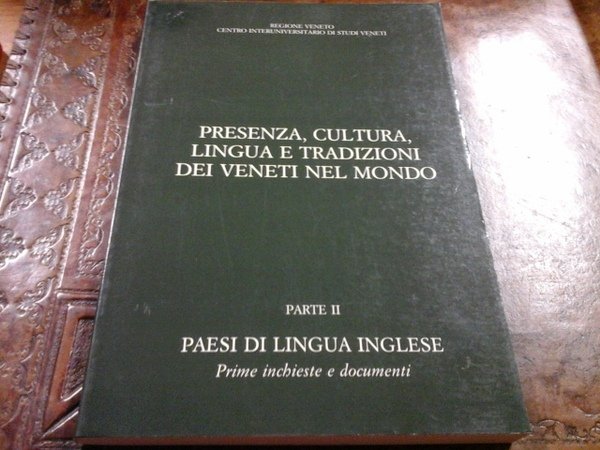 REGIONE VENETO
CENTRO INTERUNIVERSITARIO DI STUDI VENETI
PRESENZA, CULTURA,
LINGUA E TRADIZIONI
DEI VENETI NEL MONDO
PARTE II
PAESI DI LINGUA INGLESE
Prime inchieste e documenti